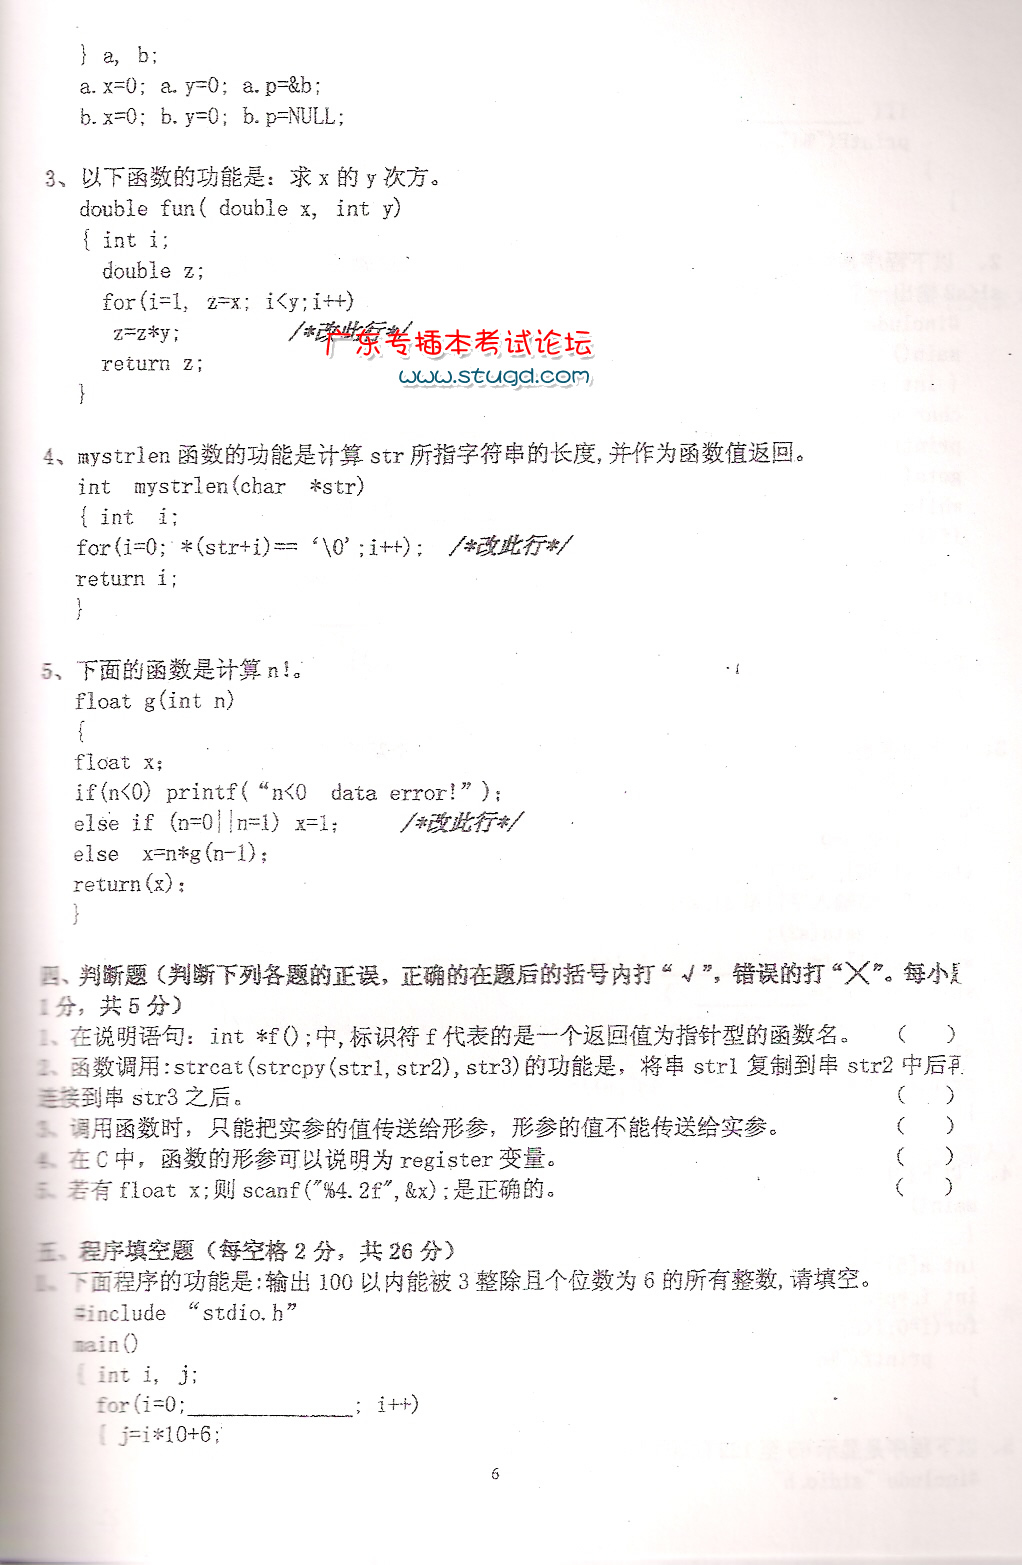 } a, b;
a.x=0; a.y=0; a.p=&b;
b.x=0; b.y=0; b.p=NULL;
3、以下函数的功能是：求 x 的 y 次方。
double fun( double x, int y)
{ int i;
double z;
for(i=1, z=x; i<y;i++)
z=z*y; /*改此行*/
广东专插本考试论坛
www.stugd.com
return z;
}
4、mystrlen 函数的功能是计算 str 所指字符串的长度,并作为函数值返回。
int mystrlen(char *str)
{ int i;
for(i=0; *(str+i)== ‘\0’;i++); /*改此行*/
return i;
}
5、下面的函数是计算 n!。
float g(int n)
{
float x;
if(n<0) printf(“n<0 data error!”);
else if (n=0||n=1) x=1; /*改此行*/
else x=n*g(n-1);
return(x);
}
四、判断题（判断下列各题的正误，正确的在题后的括号内打“√”，错误的打“╳”。每小
1 分，共 5 分）
1、在说明语句：int *f();中,标识符 f 代表的是一个返回值为指针型的函数名。 ( )
2、函数调用:strcat(strcpy(str1,str2),str3)的功能是，将串 str1 复制到串 str2 中后再
连接到串 str3 之后。 ( )
3、调用函数时，只能把实参的值传送给形参，形参的值不能传送给实参。 ( )
4、在 C 中，函数的形参可以说明为 register 变量。 ( )
5、若有 float x;则 scanf("%4.2f",&x);是正确的。 ( )
五、程序填空题（每空格 2 分，共 26 分）
1、下面程序的功能是:输出 100 以内能被 3 整除且个位数为 6 的所有整数,请填空。
#include “stdio.h”
main()
{ int i, j;
for(i=0;______________; i++)
{ j=i*10+6;
6